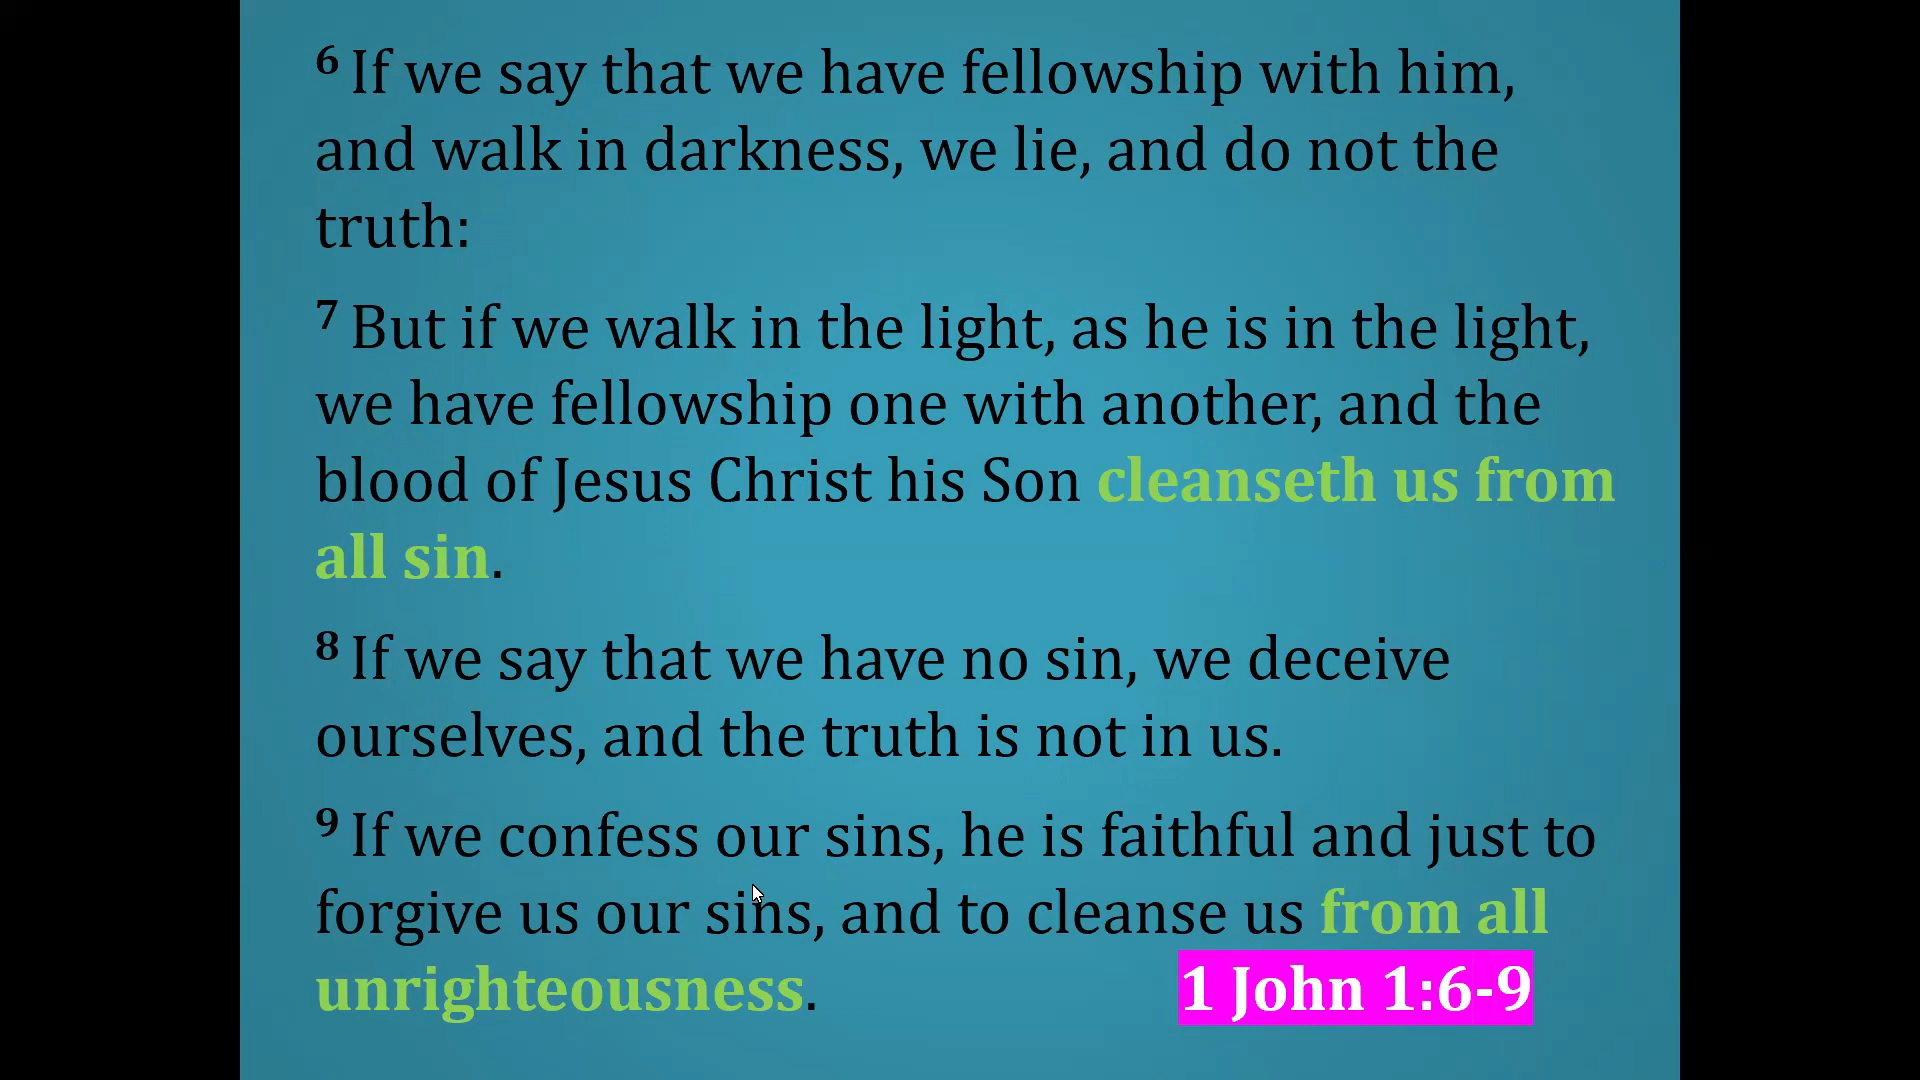 6 If we say that we have fellowship with him,
and walk in darkness, we lie, and do not the
truth:
7 But if we walk in the light, as he is in the light,
we have fellowship one with another, and the
blood of Jesus Christ his Son cleanseth us from
all sin.
8 If we say that we have no sin, we deceive
ourselves, and the truth is not in us.
9 If we confess our sins, he is faithful and just to
forgive us our sins, and to cleanse us from all
unrighteousness. 1 John 1:6-9